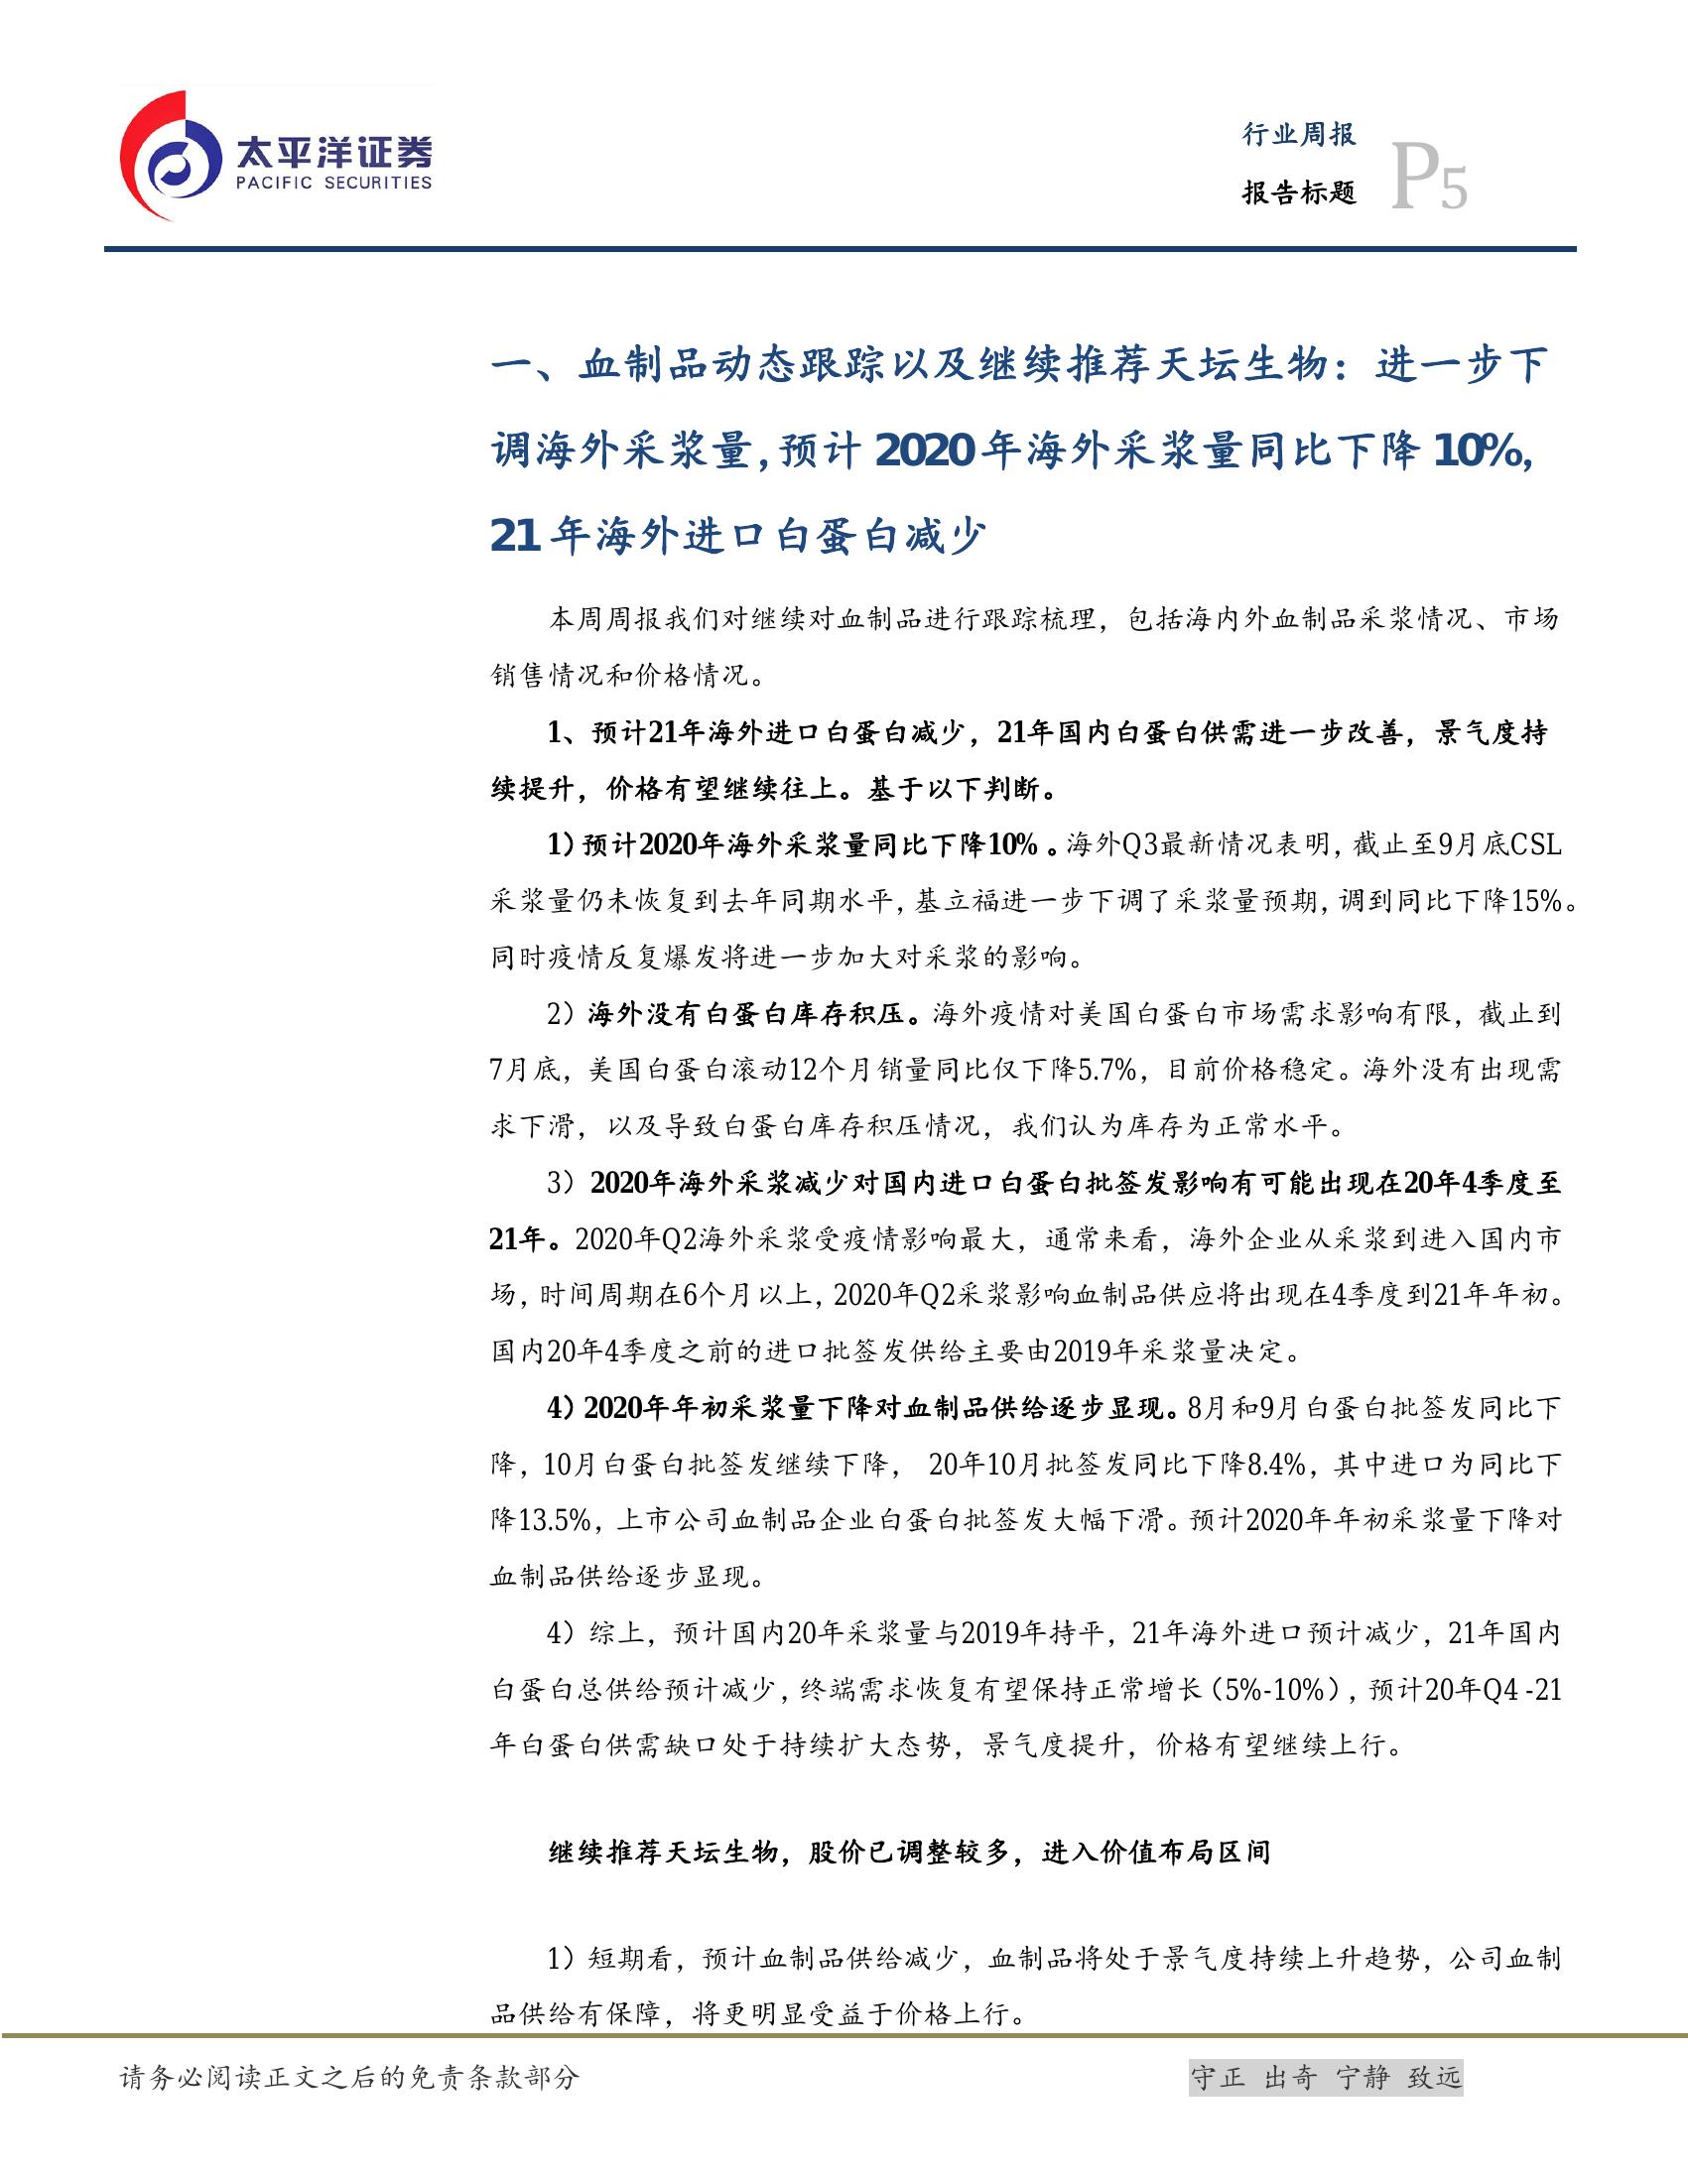 太平洋证券
PACIFIC SECURITIES
行业周报
报告标题
P5
一、血制品动态跟踪以及继续推荐天坛生物：进一步下
调海外采浆量,预计 2020 年海外采浆量同比下降 10%,
21 年海外进口白蛋白减少
本周周报我们对继续对血制品进行跟踪梳理，包括海内外血制品采浆情况、市场
销售情况和价格情况。
1、预计21年海外进口白蛋白减少，21年国内白蛋白供需进一步改善，景气度持
续提升，价格有望继续往上。基于以下判断。
1）预计2020年海外采浆量同比下降10%。海外Q3最新情况表明，截止至9月底CSL
采浆量仍未恢复到去年同期水平，基立福进一步下调了采浆量预期，调到同比下降15%。
同时疫情反复爆发将进一步加大对采浆的影响。
2）海外没有白蛋白库存积压。海外疫情对美国白蛋白市场需求影响有限，截止到
7月底，美国白蛋白滚动12个月销量同比仅下降5.7%，目前价格稳定。海外没有出现需
求下滑，以及导致白蛋白库存积压情况，我们认为库存为正常水平。
3）2020年海外采浆减少对国内进口白蛋白批签发影响有可能出现在20年4季度至
21年。2020年Q2海外采浆受疫情影响最大，通常来看，海外企业从采浆到进入国内市
场，时间周期在6个月以上，2020年Q2采浆影响血制品供应将出现在4季度到21年年初。
国内20年4季度之前的进口批签发供给主要由2019年采浆量决定。
4）2020年年初采浆量下降对血制品供给逐步显现。8月和9月白蛋白批签发同比下
降，10月白蛋白批签发继续下降， 20年10月批签发同比下降8.4%，其中进口为同比下
降13.5%，上市公司血制品企业白蛋白批签发大幅下滑。预计2020年年初采浆量下降对
血制品供给逐步显现。
4）综上，预计国内20年采浆量与2019年持平，21年海外进口预计减少，21年国内
白蛋白总供给预计减少，终端需求恢复有望保持正常增长（5%-10%），预计20年Q4 -21
年白蛋白供需缺口处于持续扩大态势，景气度提升，价格有望继续上行。
继续推荐天坛生物，股价已调整较多，进入价值布局区间
1）短期看，预计血制品供给减少，血制品将处于景气度持续上升趋势，公司血制
品供给有保障，将更明显受益于价格上行。
请务必阅读正文之后的免责条款部分
守正 出奇 宁静 致远